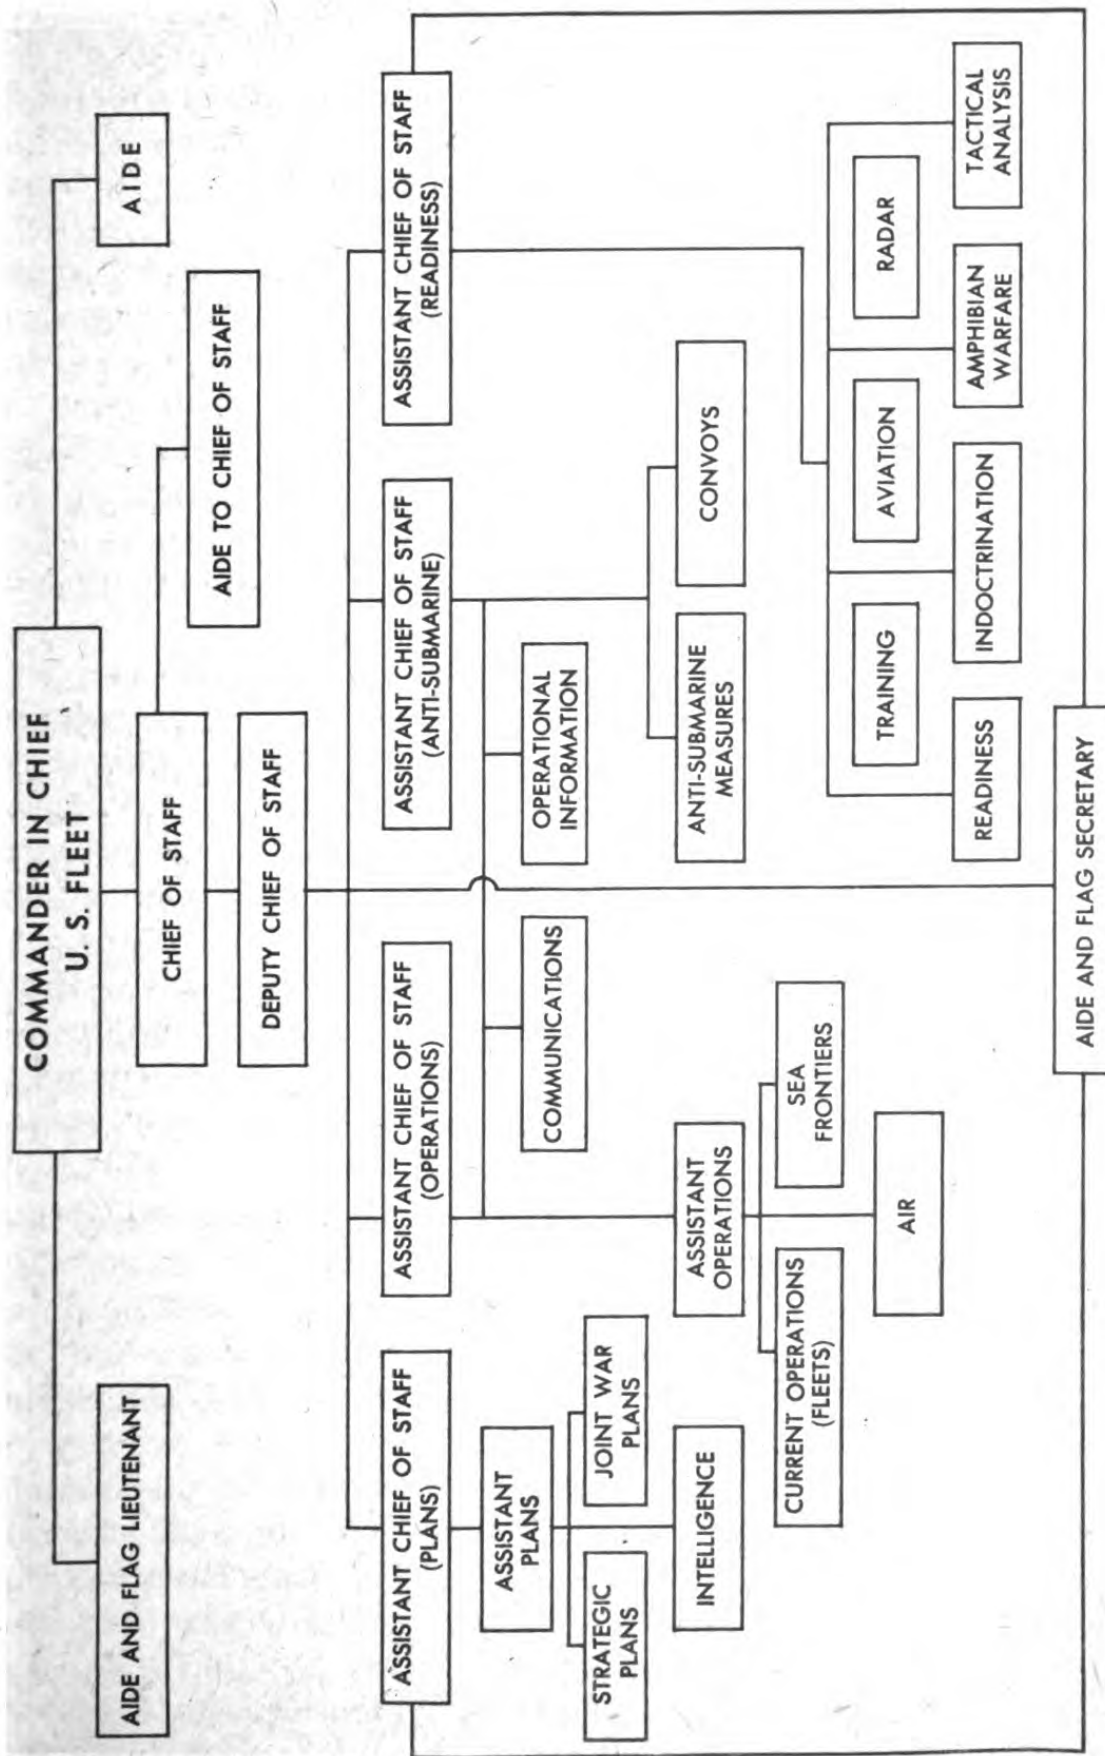 COMMANDER IN CHIEF
U. S. FLEET
AIDE AND FLAG LIEUTENANT
AIDE
CHIEF OF STAFF
AIDE TO CHIEF OF STAFF
DEPUTY CHIEF OF STAFF
ASSISTANT CHIEF OF STAFF
(PLANS)
ASSISTANT CHIEF OF STAFF
(OPERATIONS)
ASSISTANT CHIEF OF STAFF
(ANTI-SUBMARINE)
ASSISTANT CHIEF OF STAFF
(READINESS)
ASSISTANT
PLANS
STRATEGIC
PLANS
JOINT WAR
PLANS
INTELLIGENCE
COMMUNICATIONS
OPERATIONAL
INFORMATION
ASSISTANT
OPERATIONS
CURRENT OPERATIONS
(FLEETS)
SEA
FRONTIERS
AIR
ANTI-SUBMARINE
MEASURES
CONVOYS
TRAINING
AVIATION
RADAR
READINESS
INDOCTRINATION
AMPHIBIAN
WARFARE
TACTICAL
ANALYSIS
AIDE AND FLAG SECRETARY